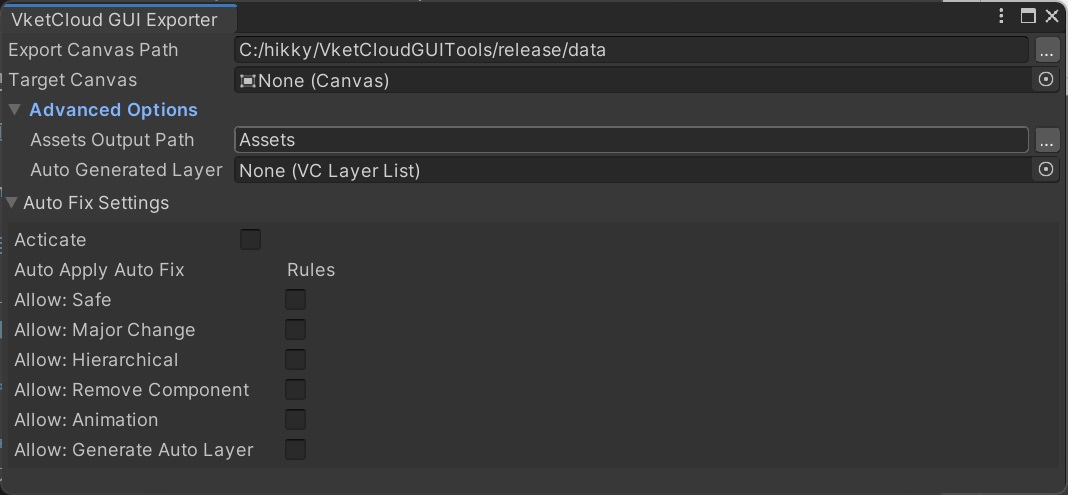 VketCloud GUI Exporter
Export Canvas Path C:/hikky/VketCloudGUITools/release/data ...
Target Canvas None (Canvas)
Advanced Options
Assets Output Path Assets ...
Auto Generated Layer None (VC Layer List)
Auto Fix Settings
Acticate
Auto Apply Auto Fix Rules
Allow: Safe
Allow: Major Change
Allow: Hierarchical
Allow: Remove Component
Allow: Animation
Allow: Generate Auto Layer